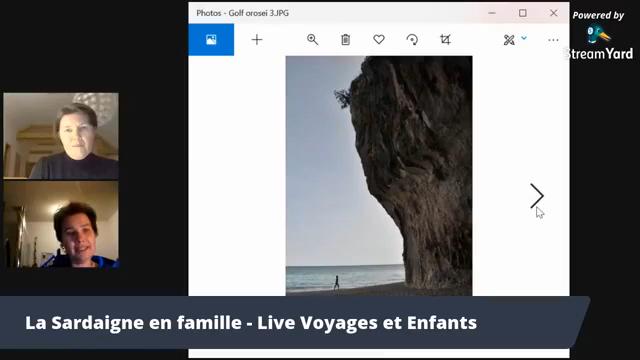 Photos - Golf orosei 3.JPG
Powered by
StreamYard
La Sardaigne en famille - Live Voyages et Enfants